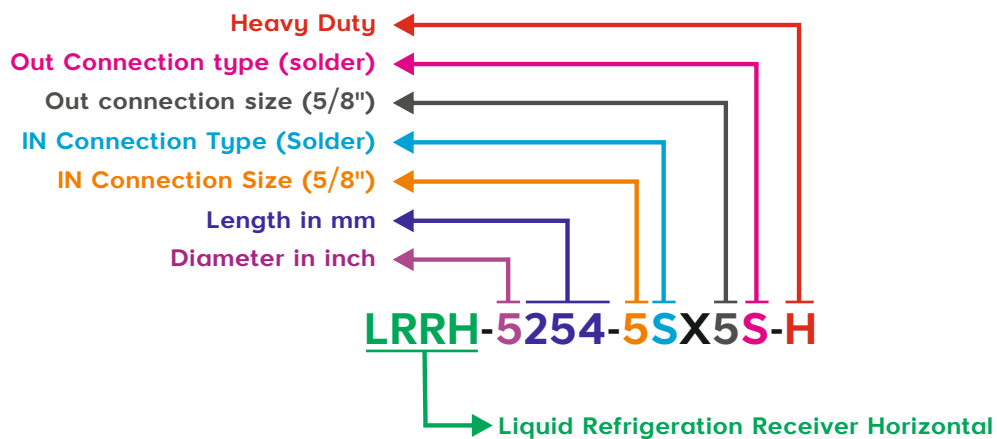 Heavy Duty
Out Connection type (solder)
Out connection size (5/8")
IN Connection Type (Solder)
IN Connection Size (5/8")
Length in mm
Diameter in inch
LRRH-5254-5SX5S-H
Liquid Refrigeration Receiver Horizontal